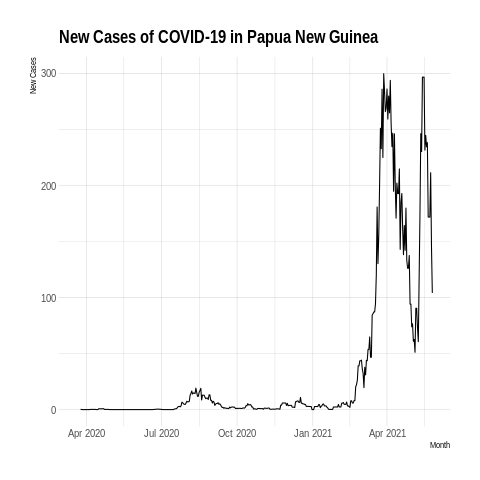 New Cases of COVID-19 in Papua New Guinea
New Cases
300
200
100
0
Apr 2020 Jul 2020 Oct 2020 Jan 2021 Apr 2021
Month